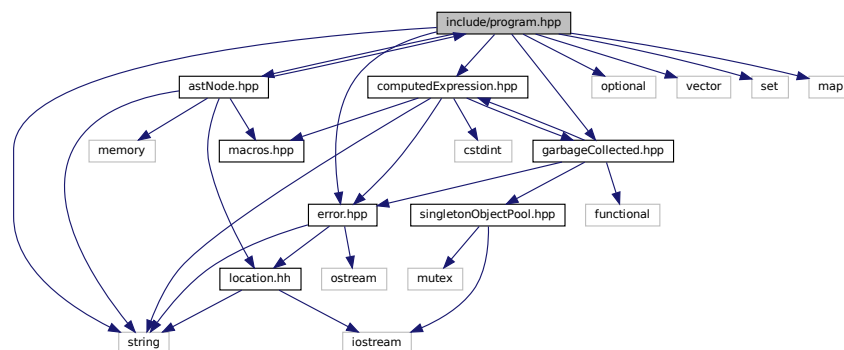 include/program.hpp
astNode.hpp
computedExpression.hpp
optional
vector
set
map
memory
macros.hpp
cstdint
garbageCollected.hpp
error.hpp
singletonObjectPool.hpp
functional
location.hh
ostream
mutex
string
iostream